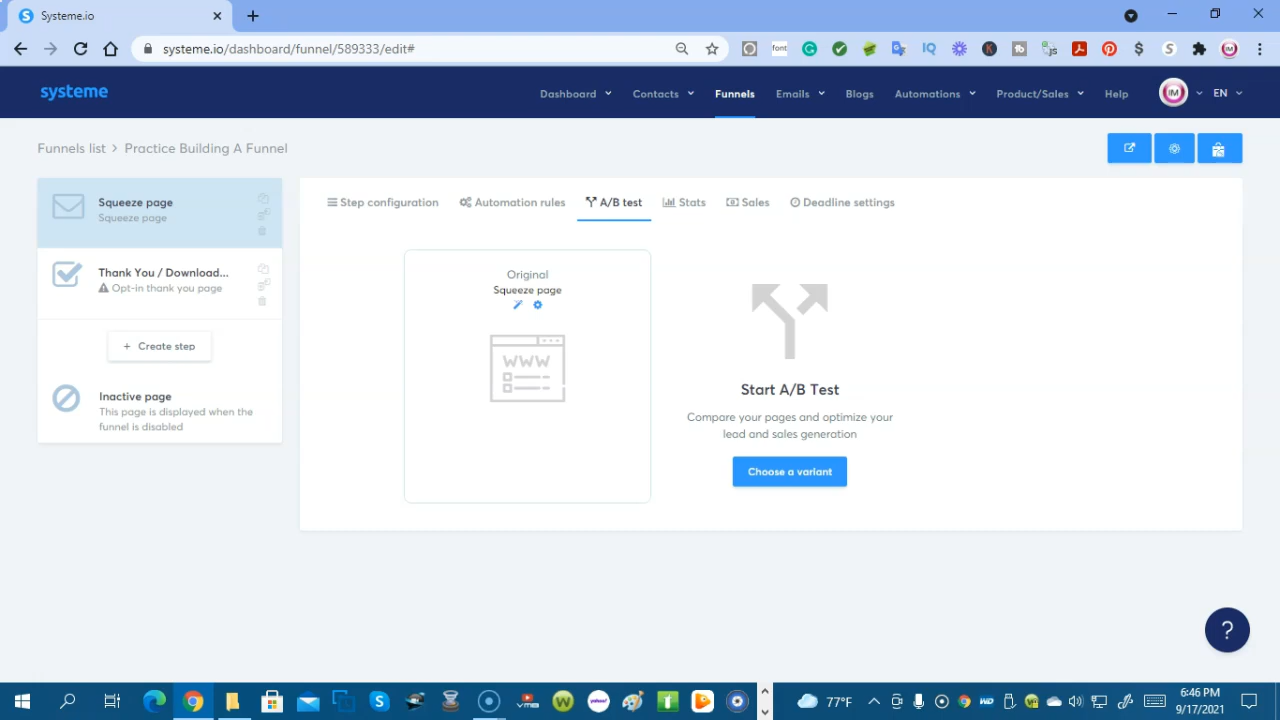 Systeme.io
systeme.io/dashboard/funnel/589333/edit#
font
IQ
systeme
Dashboard
Contacts
Funnels
Emails
Blogs
Automations
Product/Sales
Help
IM
EN
Funnels list > Practice Building A Funnel
Squeeze page
Squeeze page
Thank You / Download...
Opt-in thank you page
+ Create step
Inactive page
This page is displayed when the
funnel is disabled
Step configuration
Automation rules
A/B test
Stats
Sales
Deadline settings
Original
Squeeze page
WWW
Start A/B Test
Compare your pages and optimize your
lead and sales generation
Choose a variant
?
77°F
6:46 PM
9/17/2021